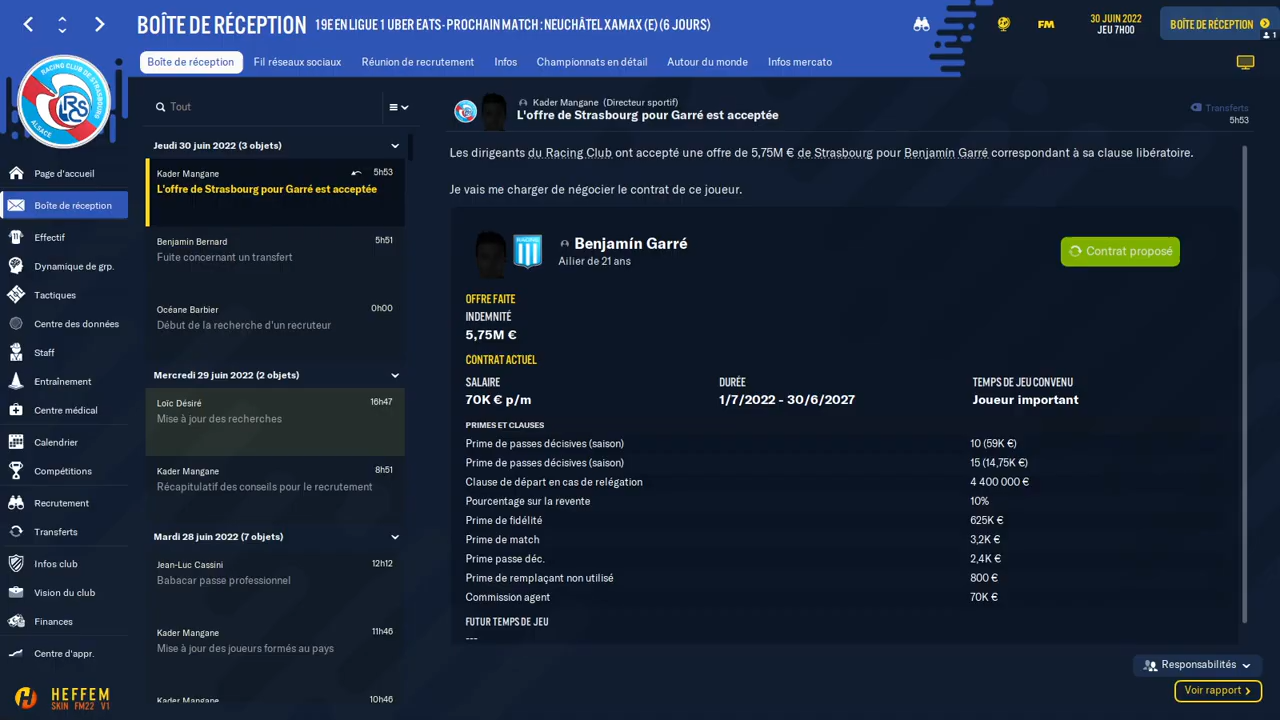 BOÎTE DE RÉCEPTION
19E EN LIGUE 1 UBER EATS - PROCHAIN MATCH : NEUCHÂTEL XAMAX (E) (6 JOURS)
FM
30 JUIN 2022
JEU 7H00
BOÎTE DE RÉCEPTION
1
Boîte de réception
Fil réseaux sociaux
Réunion de recrutement
Infos
Championnats en détail
Autour du monde
Infos mercato
RACING CLUB DE STRASBOURG
RCS
ALSACE
Page d'accueil
Boîte de réception
Effectif
Dynamique de grp.
Tactiques
Centre des données
Staff
Entraînement
Centre médical
Calendrier
Compétitions
Recrutement
Transferts
Infos club
Vision du club
Finances
Centre d'appr.
HEFFEM
SKIN FM22 V1
Tout
Jeudi 30 juin 2022 (3 objets)
Kader Mangane 5h53
L'offre de Strasbourg pour Garré est acceptée
Benjamin Bernard 5h51
Fuite concernant un transfert
Océane Barbier 0h00
Début de la recherche d'un recruteur
Mercredi 29 juin 2022 (2 objets)
Loïc Désiré 16h47
Mise à jour des recherches
Kader Mangane 8h51
Récapitulatif des conseils pour le recrutement
Mardi 28 juin 2022 (7 objets)
Jean-Luc Cassini 12h12
Babacar passe professionnel
Kader Mangane 11h46
Mise à jour des joueurs formés au pays
Kader Mangane 10h46
Kader Mangane (Directeur sportif)
L'offre de Strasbourg pour Garré est acceptée
Transferts
5h53
Les dirigeants du Racing Club ont accepté une offre de 5,75M € de Strasbourg pour Benjamín Garré correspondant à sa clause libératoire.
Je vais me charger de négocier le contrat de ce joueur.
RACING
Benjamín Garré
Ailier de 21 ans
Contrat proposé
OFFRE FAITE
INDEMNITÉ
5,75M €
CONTRAT ACTUEL
SALAIRE DURÉE TEMPS DE JEU CONVENU
70K € p/m 1/7/2022 - 30/6/2027 Joueur important
PRIMES ET CLAUSES
Prime de passes décisives (saison) 10 (59K €)
Prime de passes décisives (saison) 15 (14,75K €)
Clause de départ en cas de relégation 4 400 000 €
Pourcentage sur la revente 10%
Prime de fidélité 625K €
Prime de match 3,2K €
Prime passe déc. 2,4K €
Prime de remplaçant non utilisé 800 €
Commission agent 70K €
FUTUR TEMPS DE JEU
---
Responsabilités
Voir rapport